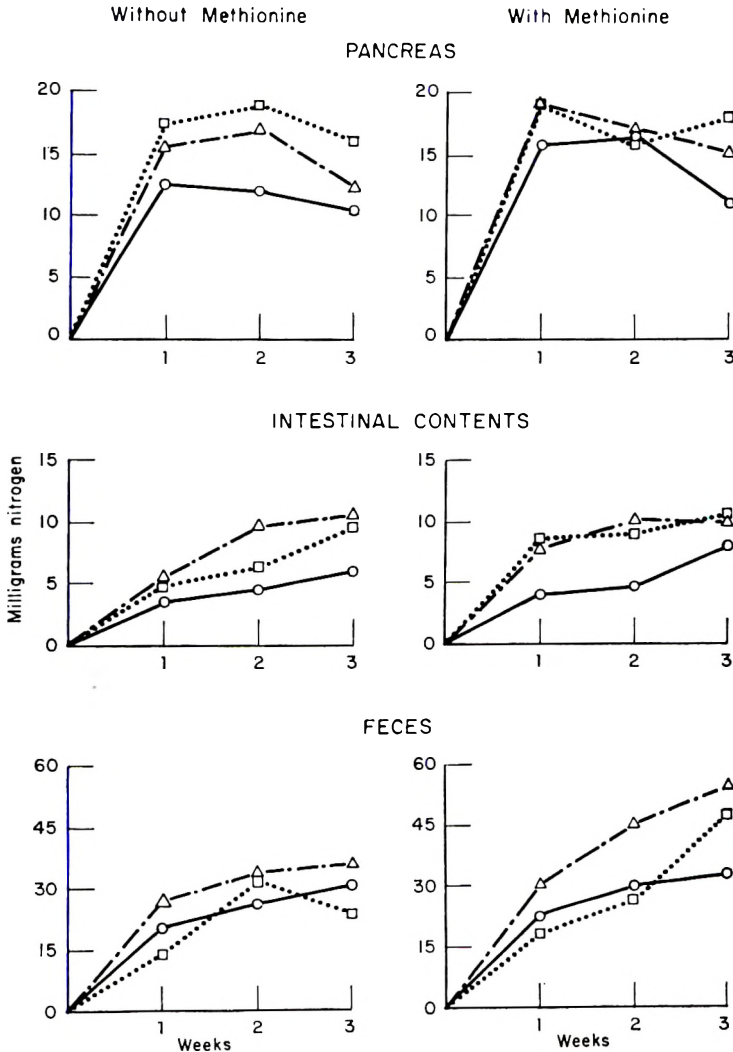 Without Methionine With Methionine
PANCREAS
20 20
15 15
10 10
5 5
0 0
1 2 3 1 2 3
INTESTINAL CONTENTS
Milligrams nitrogen
15 15
10 10
5 5
0 0
1 2 3 1 2 3
FECES
60 60
45 45
30 30
15 15
0 0
1 2 3 1 2 3
Weeks Weeks